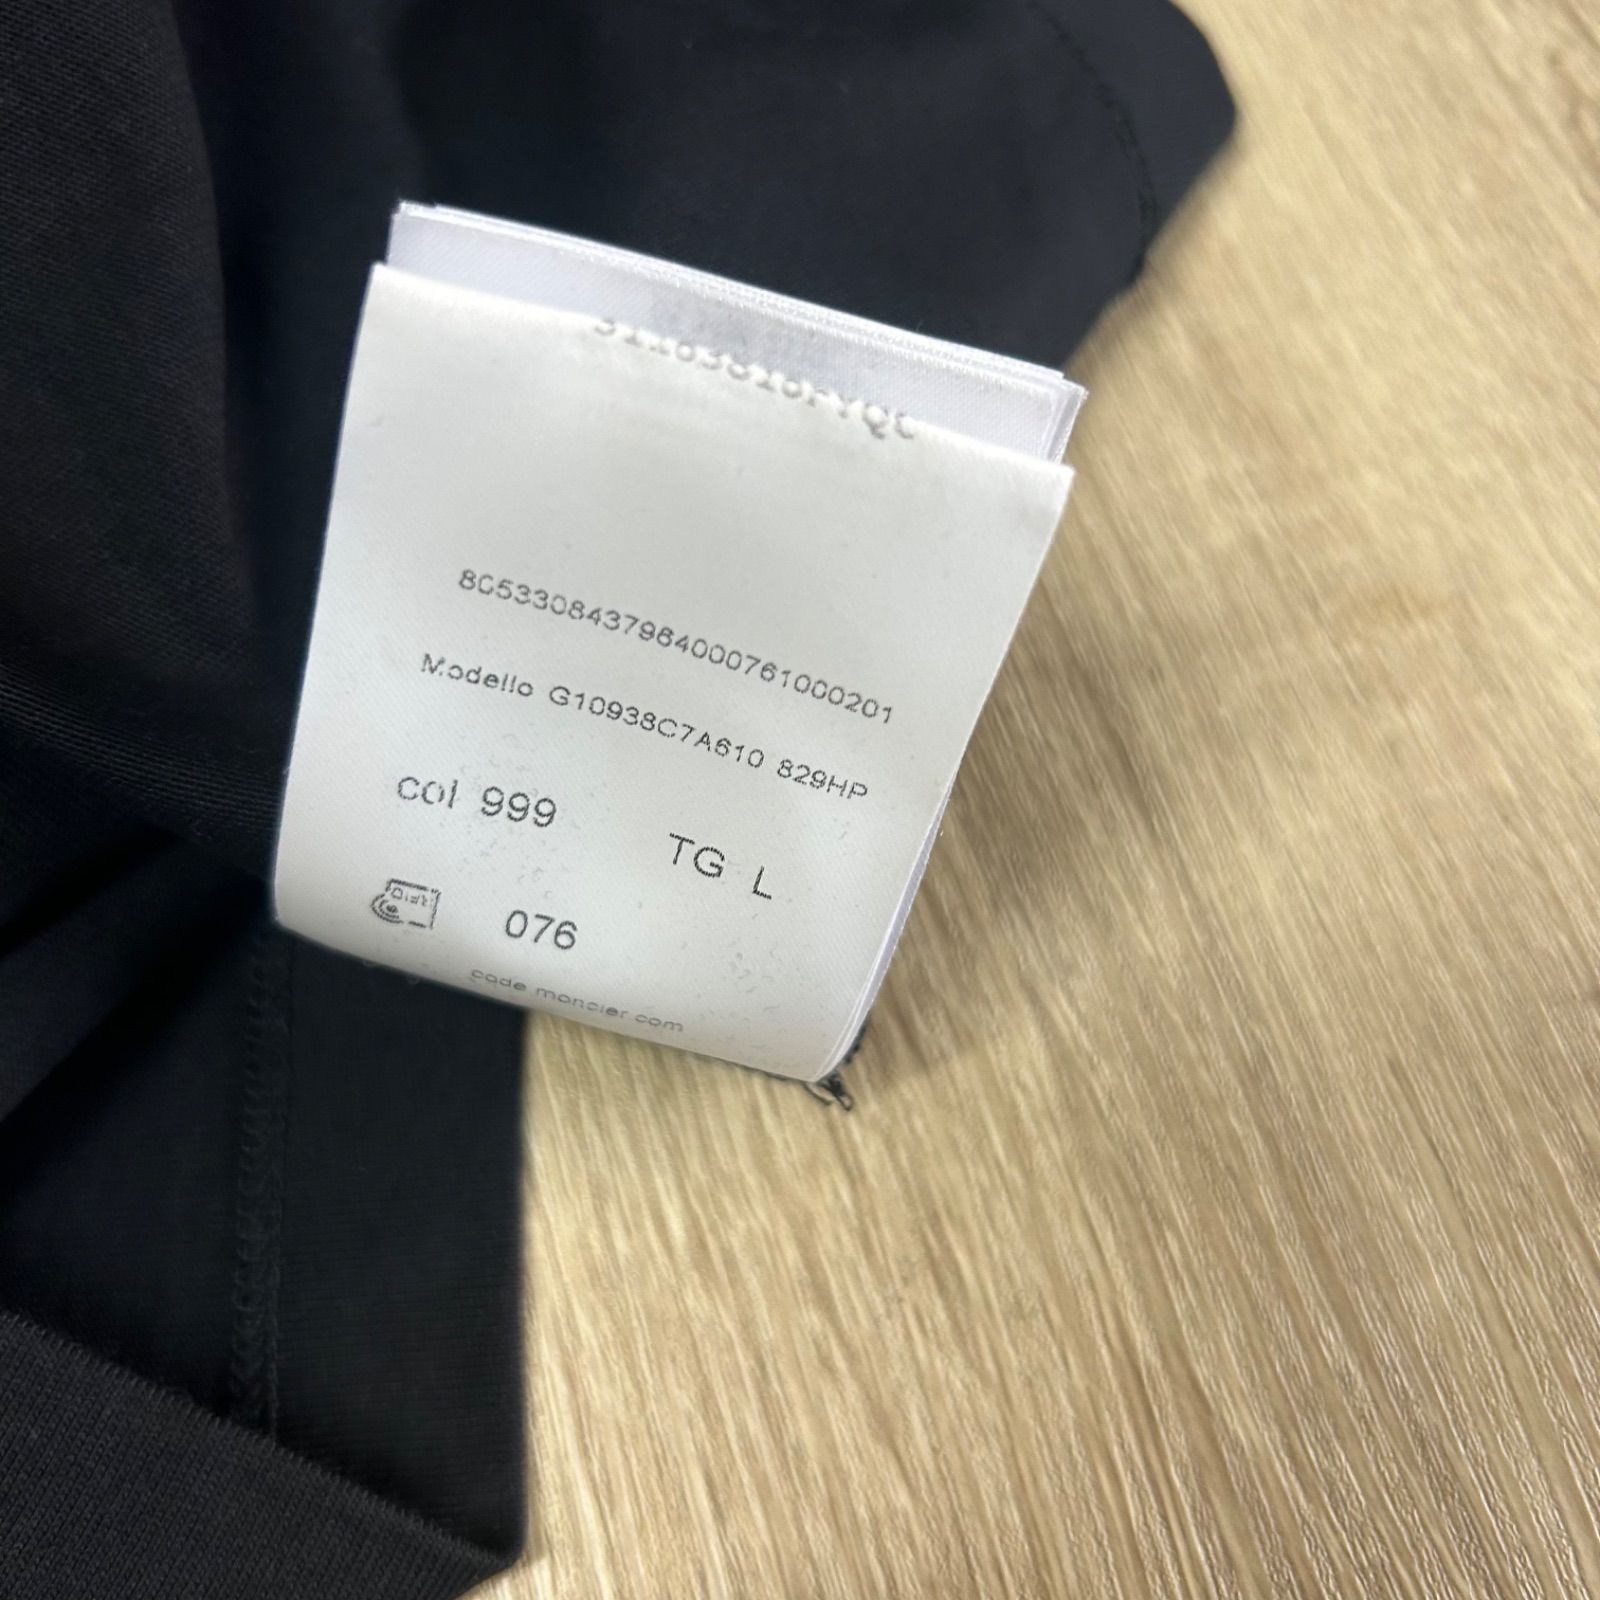 8053308437964000761000201
Modello G10938C7A610 829HP
col 999 TG L
076
code moncler com